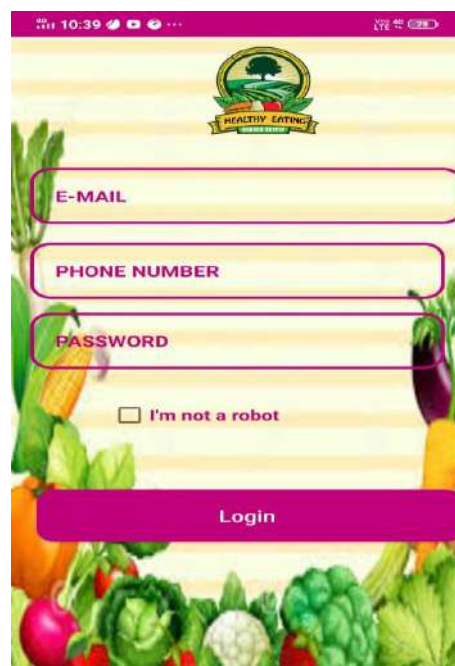 10:39
HEALTHY EATING
E-MAIL
PHONE NUMBER
PASSWORD
I'm not a robot
Login